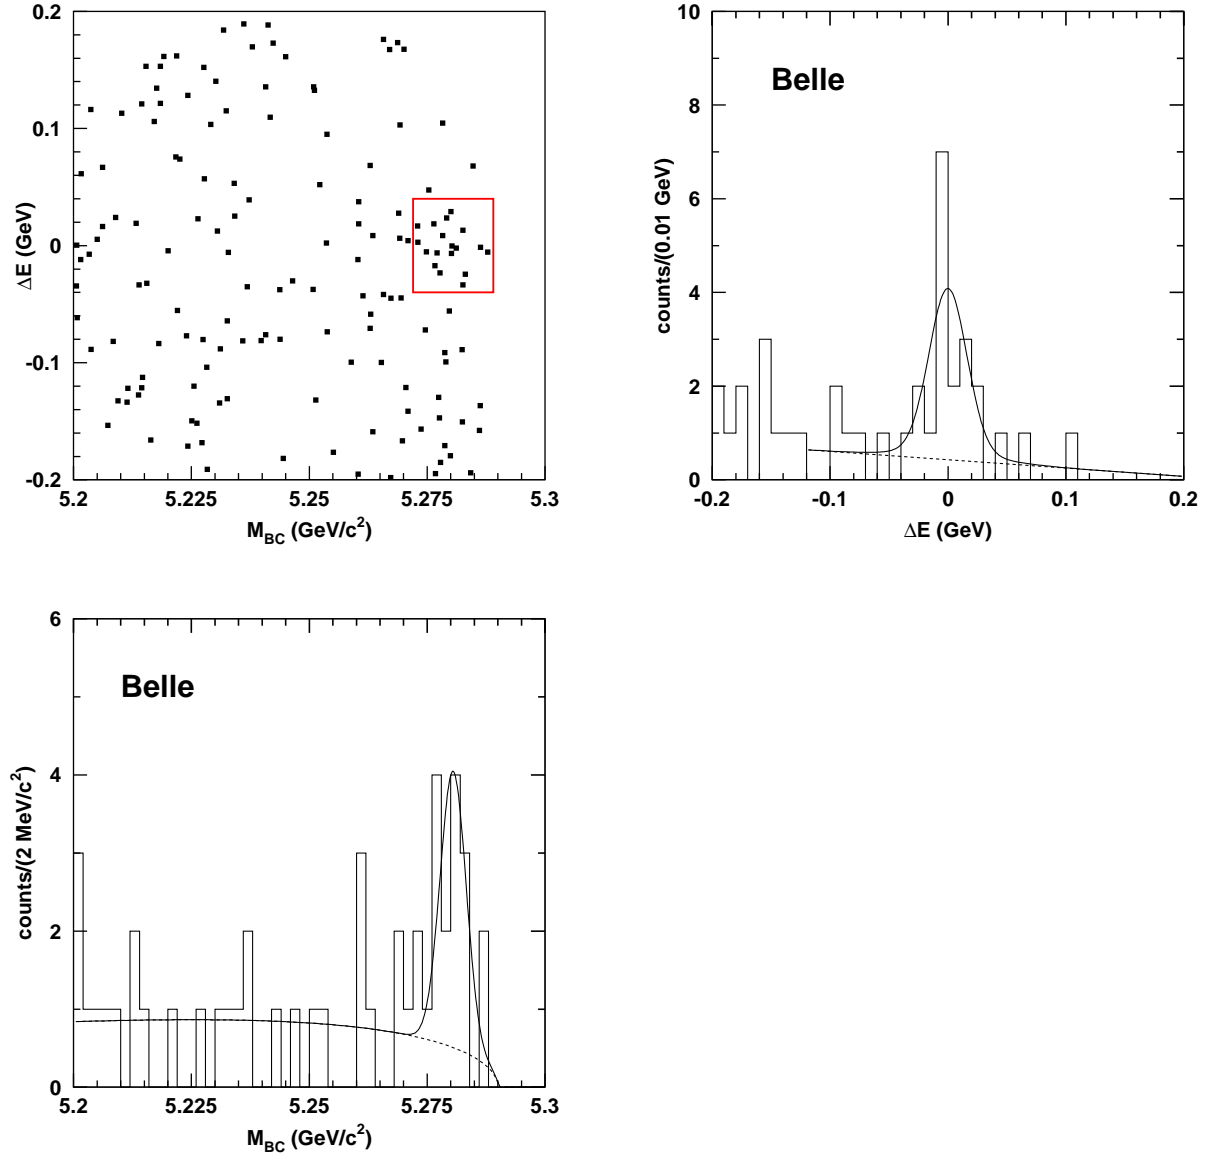 0.2
0.1
0
-0.1
-0.2
ΔE (GeV)
5.2 5.225 5.25 5.275 5.3
M_BC (GeV/c²)
Belle
10
8
6
4
2
0
counts/(0.01 GeV)
-0.2 -0.1 0 0.1 0.2
ΔE (GeV)
Belle
6
4
2
0
counts/(2 MeV/c²)
5.2 5.225 5.25 5.275 5.3
M_BC (GeV/c²)